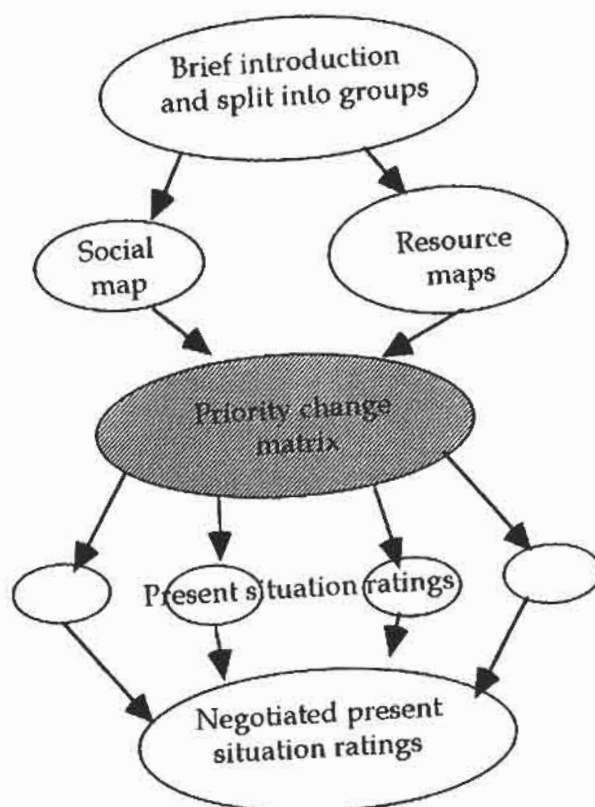 Brief introduction
and split into groups
Social
map
Resource
maps
Priority change
matrix
Present situation ratings
Negotiated present
situation ratings